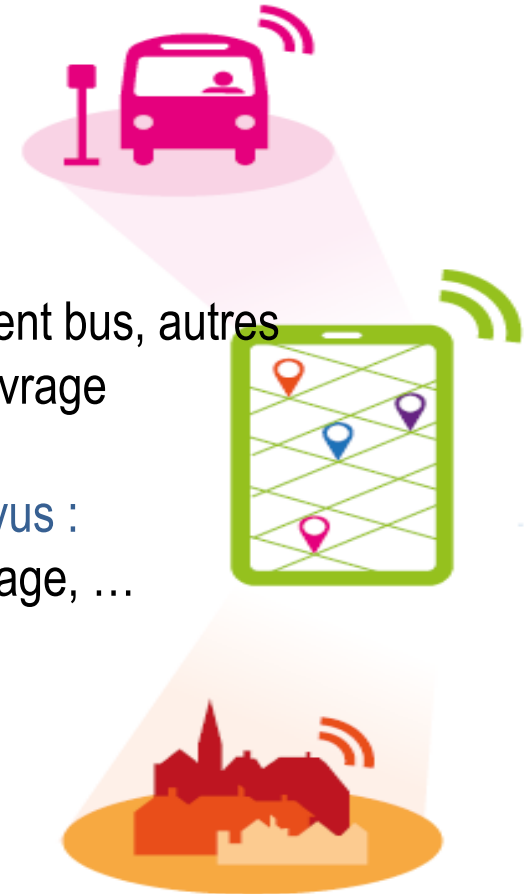 ent bus, autres
vrage
vus :
age, …